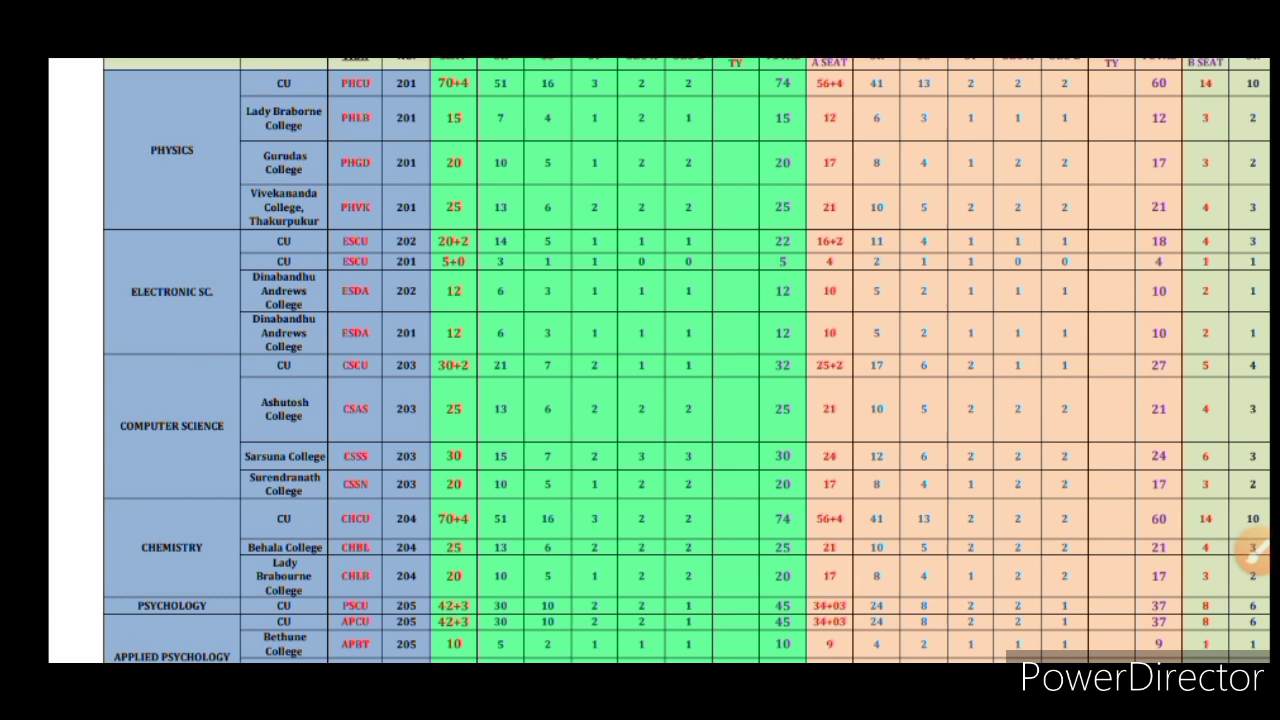 TY A SEAT TY B SEAT
PHYSICS
CU PHCU 201 70+4 51 16 3 2 2 74 56+4 41 13 2 2 2 60 14 10
Lady Braborne College PHLB 201 15 7 4 1 2 1 15 12 6 3 1 1 1 12 3 2
Gurudas College PHGD 201 20 10 5 1 2 2 20 17 8 4 1 2 2 17 3 2
Vivekananda College, Thakurpukur PHVK 201 25 13 6 2 2 2 25 21 10 5 2 2 2 21 4 3
ELECTRONIC SC.
CU ESCU 202 20+2 14 5 1 1 1 22 16+2 11 4 1 1 1 18 4 3
CU ESCU 201 5+0 3 1 1 0 0 5 4 2 1 1 0 0 4 1 1
Dinabandhu Andrews College ESDA 202 12 6 3 1 1 1 12 10 5 2 1 1 1 10 2 1
Dinabandhu Andrews College ESDA 201 12 6 3 1 1 1 12 10 5 2 1 1 1 10 2 1
COMPUTER SCIENCE
CU CSCU 203 30+2 21 7 2 1 1 32 25+2 17 6 2 1 1 27 5 4
Ashutosh College CSAS 203 25 13 6 2 2 2 25 21 10 5 2 2 2 21 4 3
Sarsuna College CSSS 203 30 15 7 2 3 3 30 24 12 6 2 2 2 24 6 3
Surendranath College CSSN 203 20 10 5 1 2 2 20 17 8 4 1 2 2 17 3 2
CHEMISTRY
CU CHCU 204 70+4 51 16 3 2 2 74 56+4 41 13 2 2 2 60 14 10
Behala College CHBL 204 25 13 6 2 2 2 25 21 10 5 2 2 2 21 4 3
Lady Brabourne College CHLB 204 20 10 5 1 2 2 20 17 8 4 1 2 2 17 3 2
PSYCHOLOGY CU PSCU 205 42+3 30 10 2 2 1 45 34+03 24 8 2 2 1 37 8 6
APPLIED PSYCHOLOGY
CU APCU 205 42+3 30 10 2 2 1 45 34+03 24 8 2 2 1 37 8 6
Bethune College APBT 205 10 5 2 1 1 1 10 9 4 2 1 1 1 9 1 1
PowerDirector